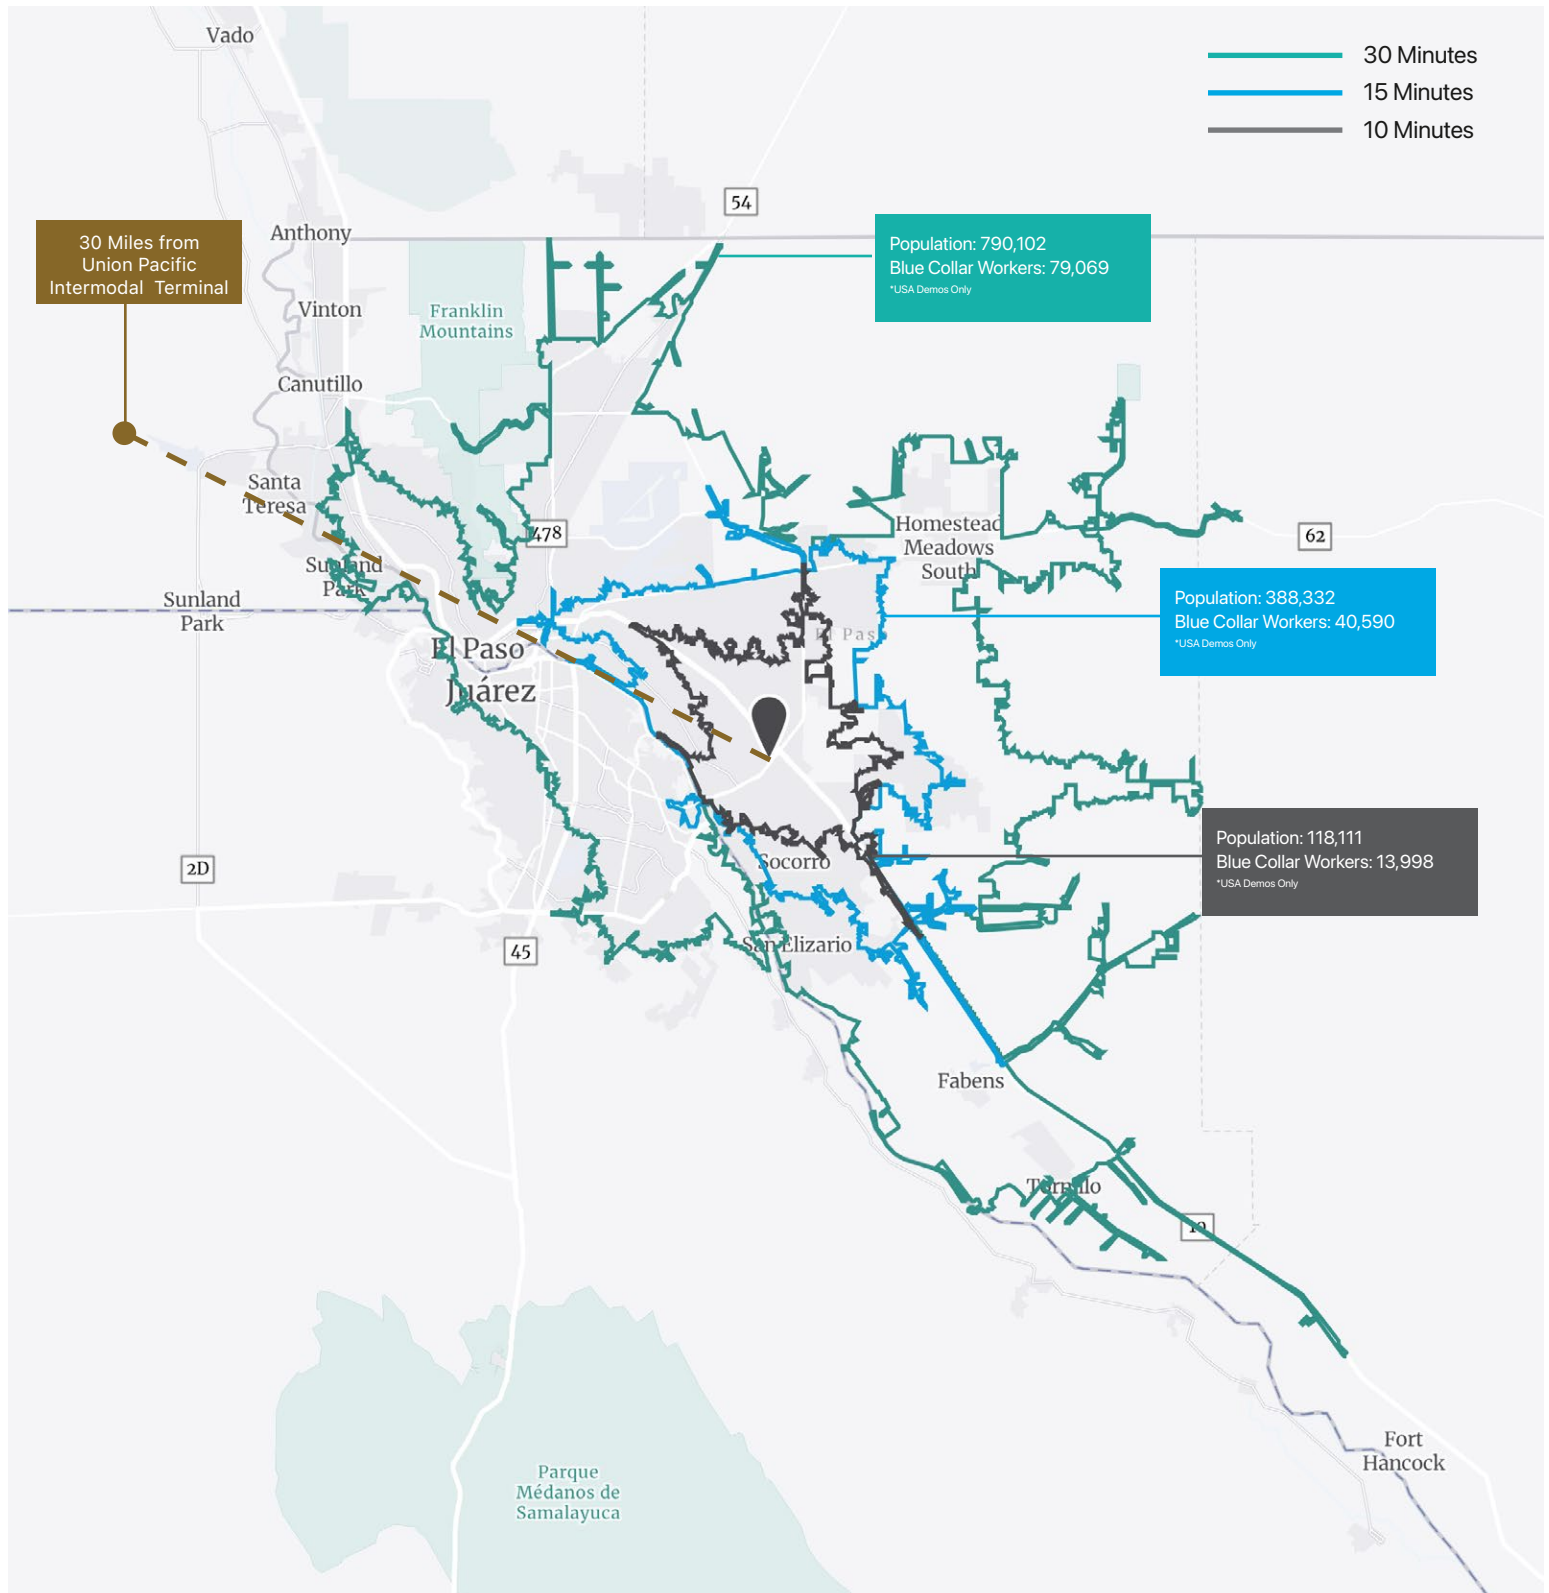 Vado
30 Minutes
15 Minutes
10 Minutes
54
30 Miles from
Union Pacific
Intermodal Terminal
Anthony
Population: 790,102
Blue Collar Workers: 79,069
*USA Demos Only
Vinton
Franklin
Mountains
Canutillo
Santa
Teresa
478
Homestead
Meadows
South
62
Sunland
Park
Sunland
Park
Population: 388,332
Blue Collar Workers: 40,590
*USA Demos Only
El Paso
El Paso
Juárez
Population: 118,111
Blue Collar Workers: 13,998
*USA Demos Only
Socorro
2D
San Elizario
45
Fabens
Tornillo
Fort
Hancock
Parque
Médanos de
Samalayuca